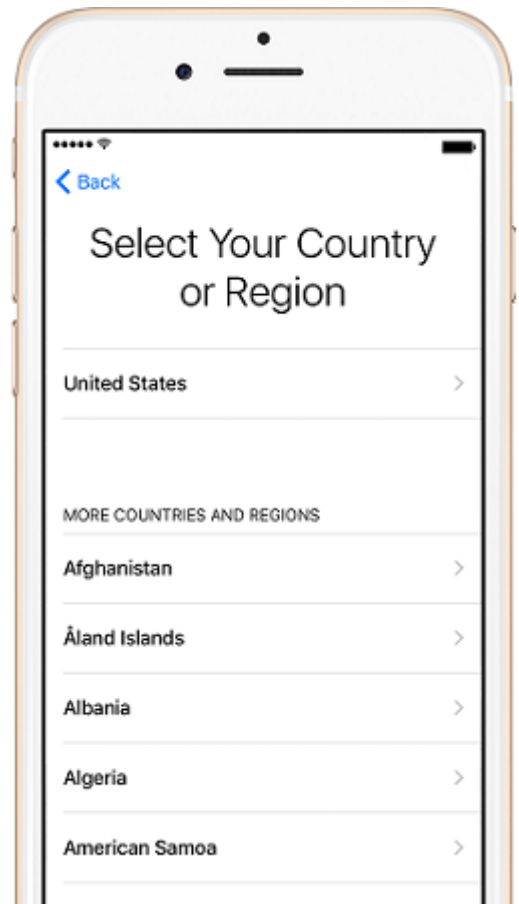 Back
Select Your Country
or Region
United States
MORE COUNTRIES AND REGIONS
Afghanistan
Åland Islands
Albania
Algeria
American Samoa